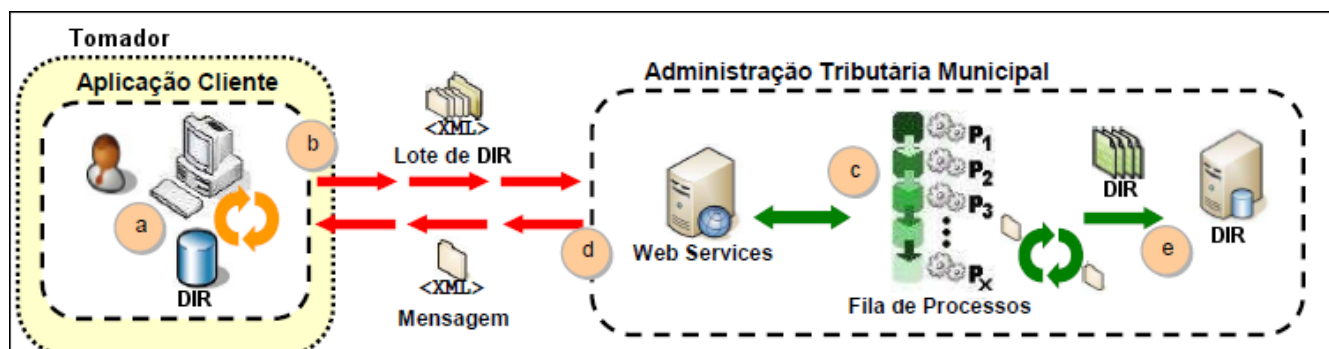 Tomador
Aplicação Cliente
a
DIR
b
<XML>
Lote de DIR
<XML>
Mensagem
d
Administração Tributária Municipal
Web Services
c
P1
P2
P3
Px
Fila de Processos
DIR
e
DIR